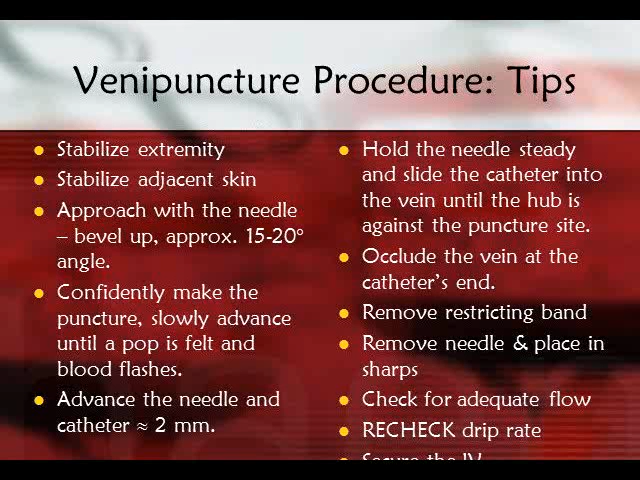 Venipuncture Procedure: Tips
• Stabilize extremity
• Stabilize adjacent skin
• Approach with the needle
– bevel up, approx. 15-20°
angle.
• Confidently make the
puncture, slowly advance
until a pop is felt and
blood flashes.
• Advance the needle and
catheter ≈ 2 mm.
• Hold the needle steady
and slide the catheter into
the vein until the hub is
against the puncture site.
• Occlude the vein at the
catheter’s end.
• Remove restricting band
• Remove needle & place in
sharps
• Check for adequate flow
• RECHECK drip rate
• Secure the IV